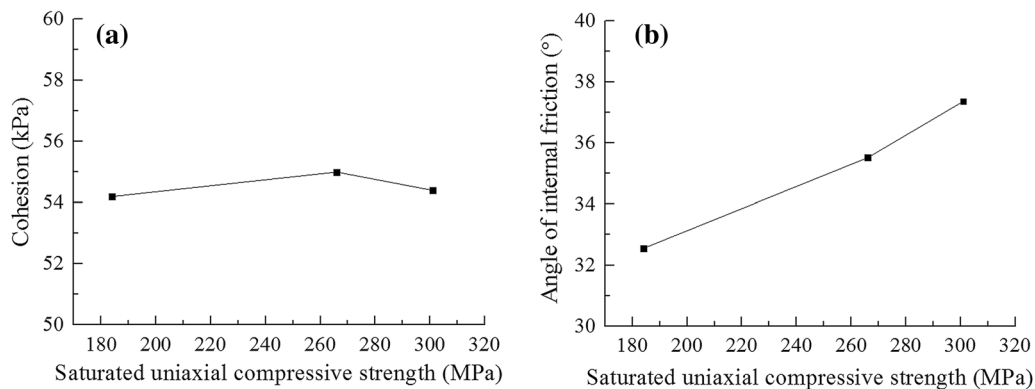 (a)
Cohesion (kPa)
60
58
56
54
52
50
180 200 220 240 260 280 300 320
Saturated uniaxial compressive strength (MPa)
(b)
Angle of internal friction (°)
40
38
36
34
32
30
180 200 220 240 260 280 300 320
Saturated uniaxial compressive strength (MPa)